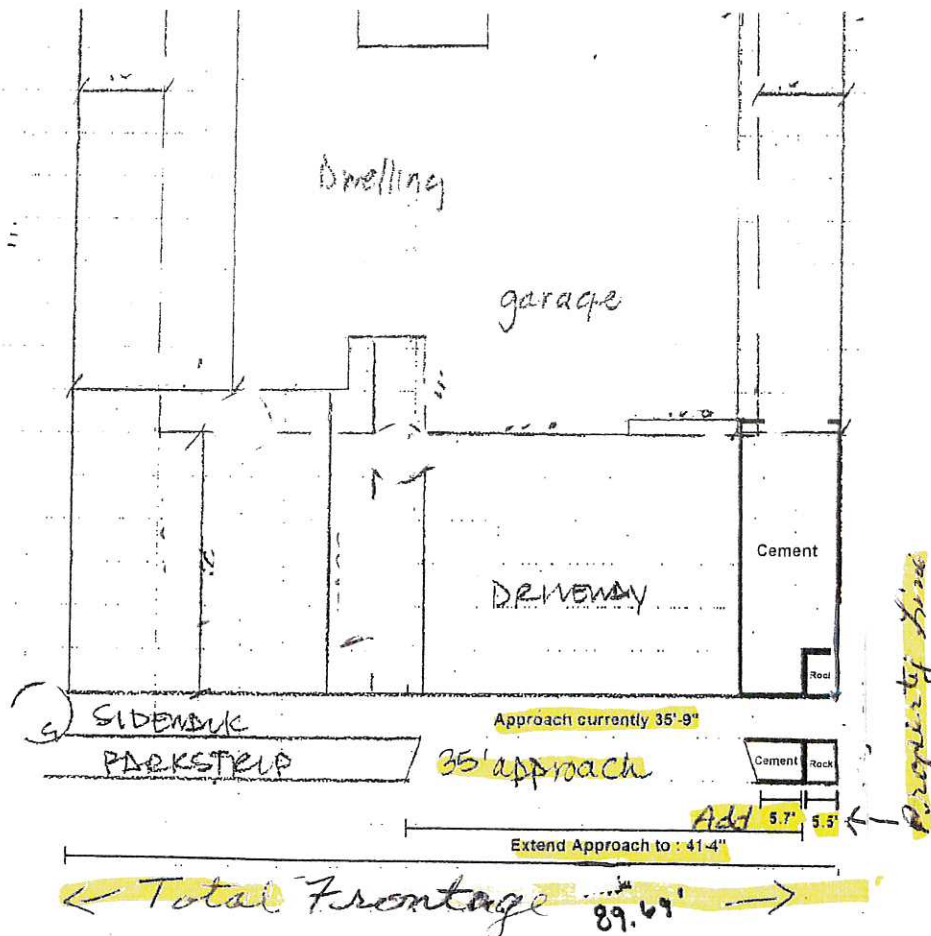 Dwelling
garage
Cement
DRIVEWAY
Rock
Property Line
SIDEWALK
Approach currently 35'-9"
PARKSTRIP
35' approach
Cement
Rock
Add 5.7' 5.5'
Extend Approach to : 41-4"
Total Frontage
89.69'